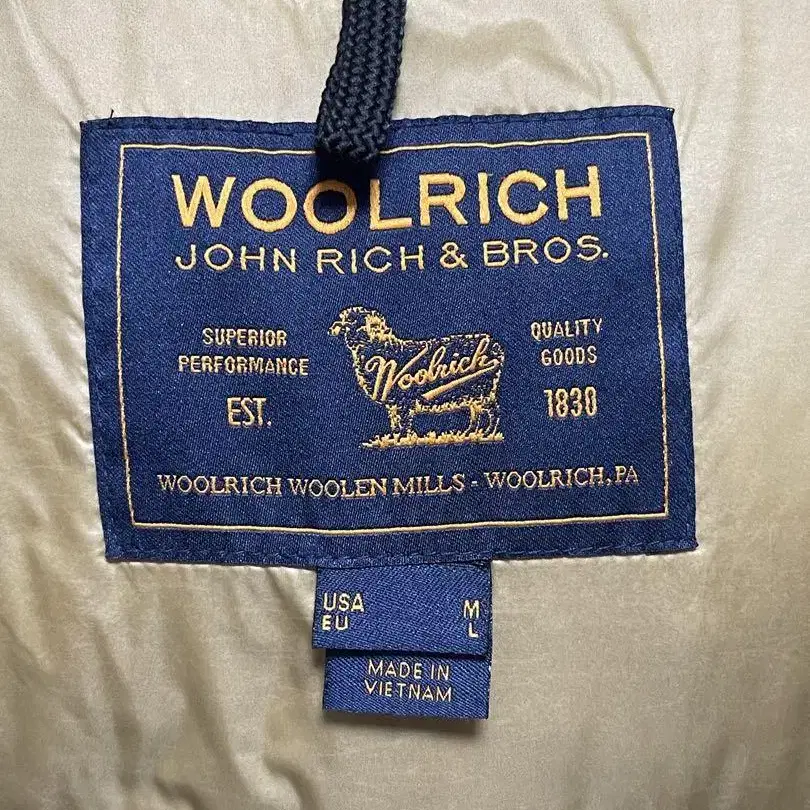 WOOLRICH
JOHN RICH & BROS.
SUPERIOR
PERFORMANCE
EST.
Woolrich
QUALITY
GOODS
1830
WOOLRICH WOOLEN MILLS - WOOLRICH, PA
USA M
EU L
MADE IN
VIETNAM